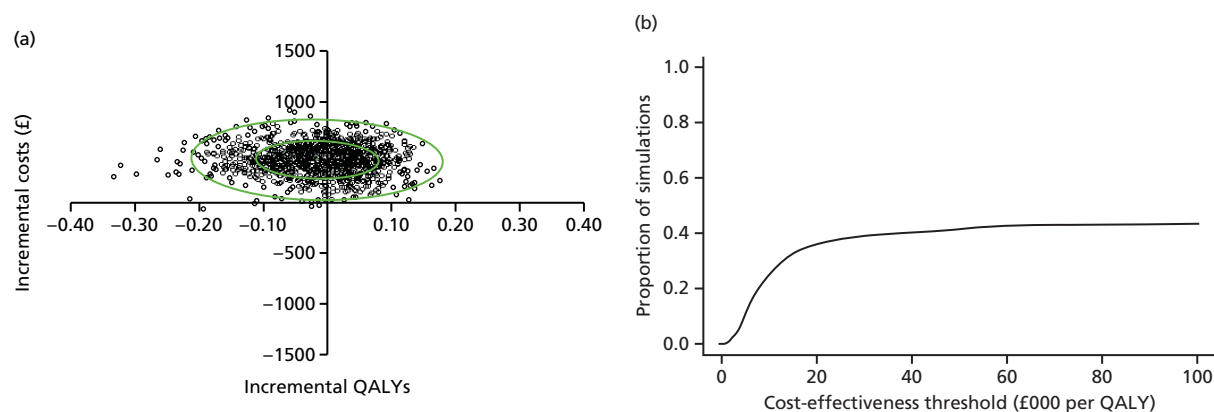 (a)
Incremental costs (£)
1500
1000
−0.40 −0.30 −0.20 −0.10 0.10 0.20 0.30 0.40
−500
−1000
−1500
Incremental QALYs
(b)
Proportion of simulations
1.0
0.8
0.6
0.4
0.2
0.0
0 20 40 60 80 100
Cost-effectiveness threshold (£000 per QALY)